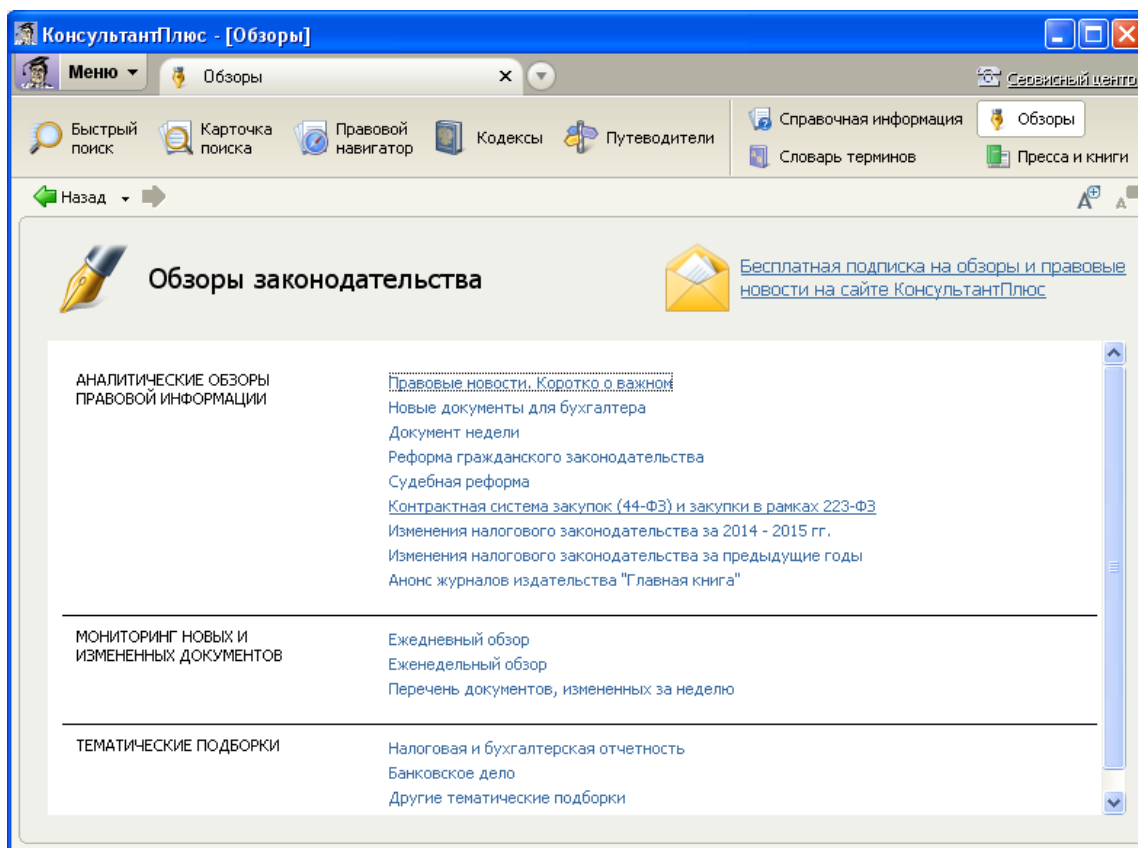 КонсультантПлюс - [Обзоры]
Меню
Обзоры
Сервисный центр
Быстрый поиск
Карточка поиска
Правовой навигатор
Кодексы
Путеводители
Справочная информация
Обзоры
Словарь терминов
Пресса и книги
Назад
Обзоры законодательства
Бесплатная подписка на обзоры и правовые
новости на сайте КонсультантПлюс
АНАЛИТИЧЕСКИЕ ОБЗОРЫ
ПРАВОВОЙ ИНФОРМАЦИИ
Правовые новости. Коротко о важном
Новые документы для бухгалтера
Документ недели
Реформа гражданского законодательства
Судебная реформа
Контрактная система закупок (44-ФЗ) и закупки в рамках 223-ФЗ
Изменения налогового законодательства за 2014 - 2015 гг.
Изменения налогового законодательства за предыдущие годы
Анонс журналов издательства "Главная книга"
МОНИТОРИНГ НОВЫХ И
ИЗМЕНЕННЫХ ДОКУМЕНТОВ
Ежедневный обзор
Еженедельный обзор
Перечень документов, измененных за неделю
ТЕМАТИЧЕСКИЕ ПОДБОРКИ
Налоговая и бухгалтерская отчетность
Банковское дело
Другие тематические подборки